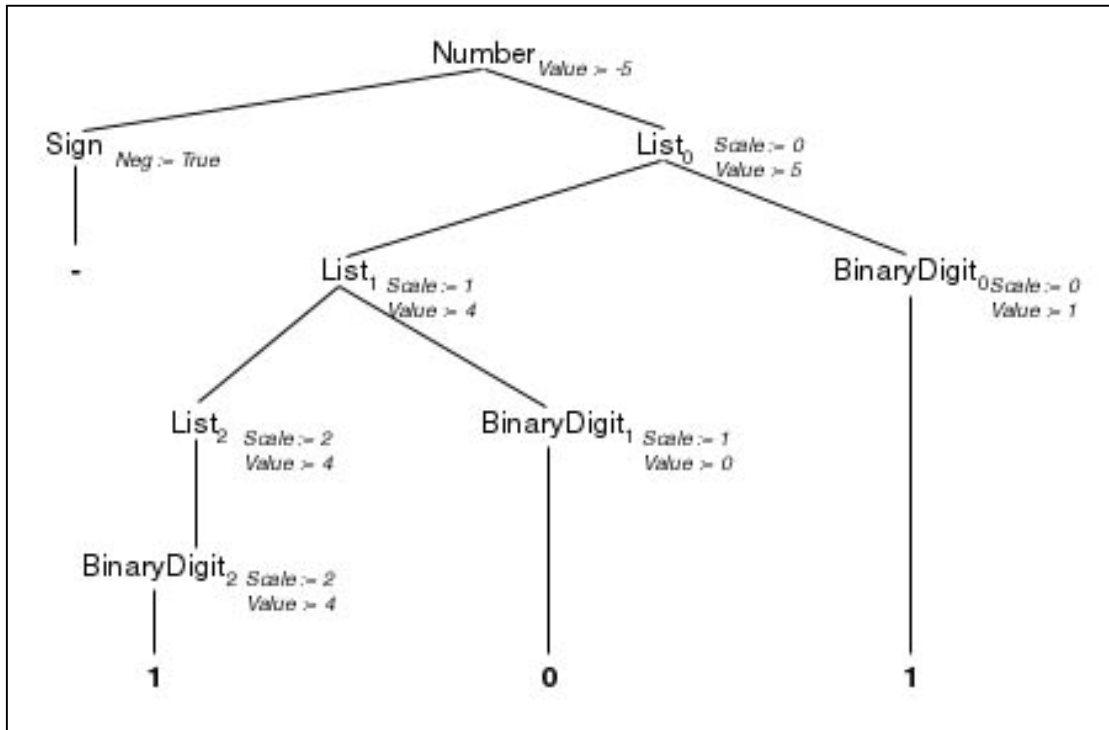 Number Value := -5
Sign Neg := True
List0 Scale := 0
Value := 5
-
List1 Scale := 1
Value := 4
BinaryDigit0 Scale := 0
Value := 1
List2 Scale := 2
Value := 4
BinaryDigit1 Scale := 1
Value := 0
BinaryDigit2 Scale := 2
Value := 4
1 0 1